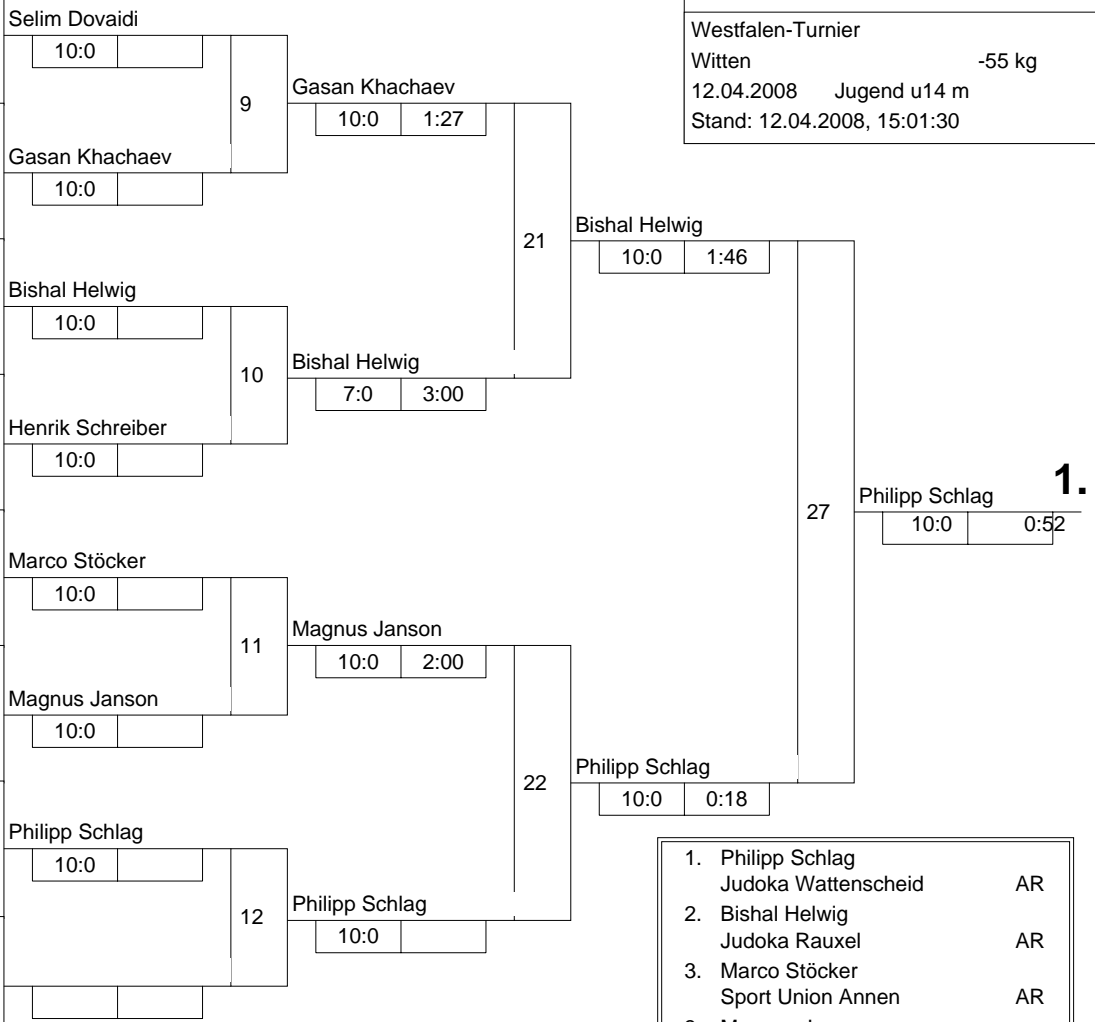 Westfalen-Turnier
Witten -55 kg
12.04.2008 Jugend u14 m
Stand: 12.04.2008, 15:01:30
Selim Dovaidi
10:0
9
Gasan Khachaev
10:0 1:27
Gasan Khachaev
10:0
21
Bishal Helwig
10:0 1:46
Bishal Helwig
10:0
10
Bishal Helwig
7:0 3:00
Henrik Schreiber
10:0
27
Philipp Schlag 1.
10:0 0:52
Marco Stöcker
10:0
11
Magnus Janson
10:0 2:00
Magnus Janson
10:0
22
Philipp Schlag
10:0 0:18
Philipp Schlag
10:0
12
Philipp Schlag
10:0
1. Philipp Schlag
Judoka Wattenscheid AR
2. Bishal Helwig
Judoka Rauxel AR
3. Marco Stöcker
Sport Union Annen AR